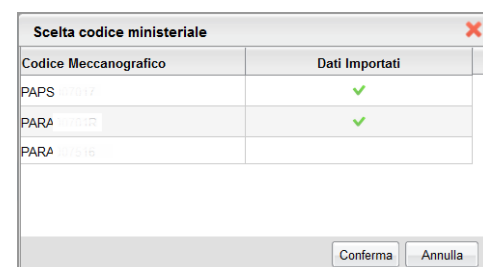 Scelta codice ministeriale
Codice Meccanografico Dati Importati
PAPS
PARA
PARA
Conferma Annulla